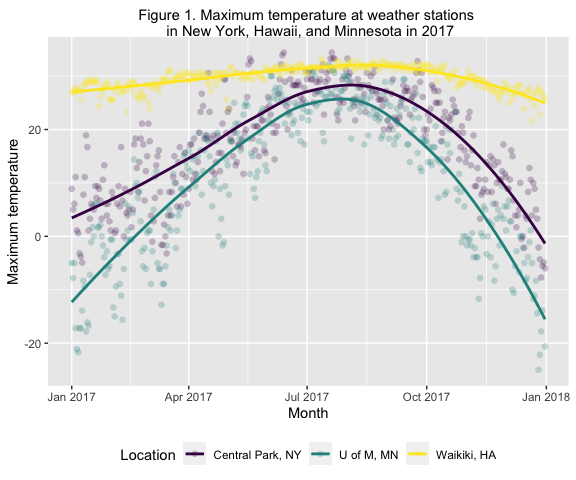 Figure 1. Maximum temperature at weather stations
in New York, Hawaii, and Minnesota in 2017
Maximum temperature
20
0
-20
Jan 2017
Apr 2017
Jul 2017
Oct 2017
Jan 2018
Month
Location
Central Park, NY
U of M, MN
Waikiki, HA